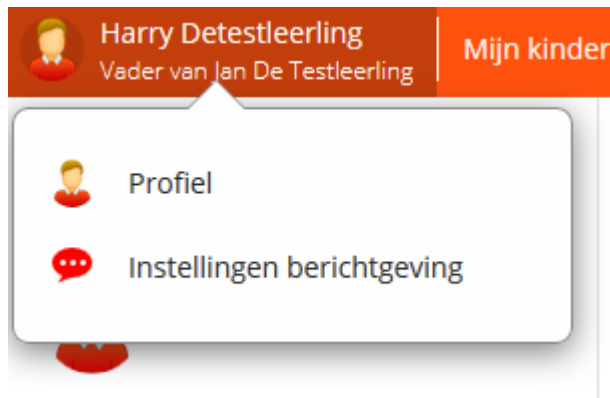 Harry Detestleerling
Vader van Jan De Testleerling
Mijn kinder
Profiel
Instellingen berichtgeving